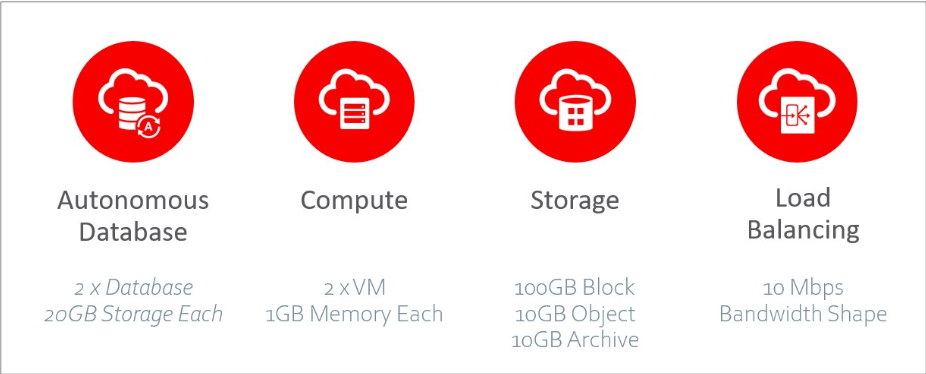 Autonomous
Database
2 x Database
20GB Storage Each
Compute
2 x VM
1GB Memory Each
Storage
100GB Block
10GB Object
10GB Archive
Load
Balancing
10 Mbps
Bandwidth Shape
A